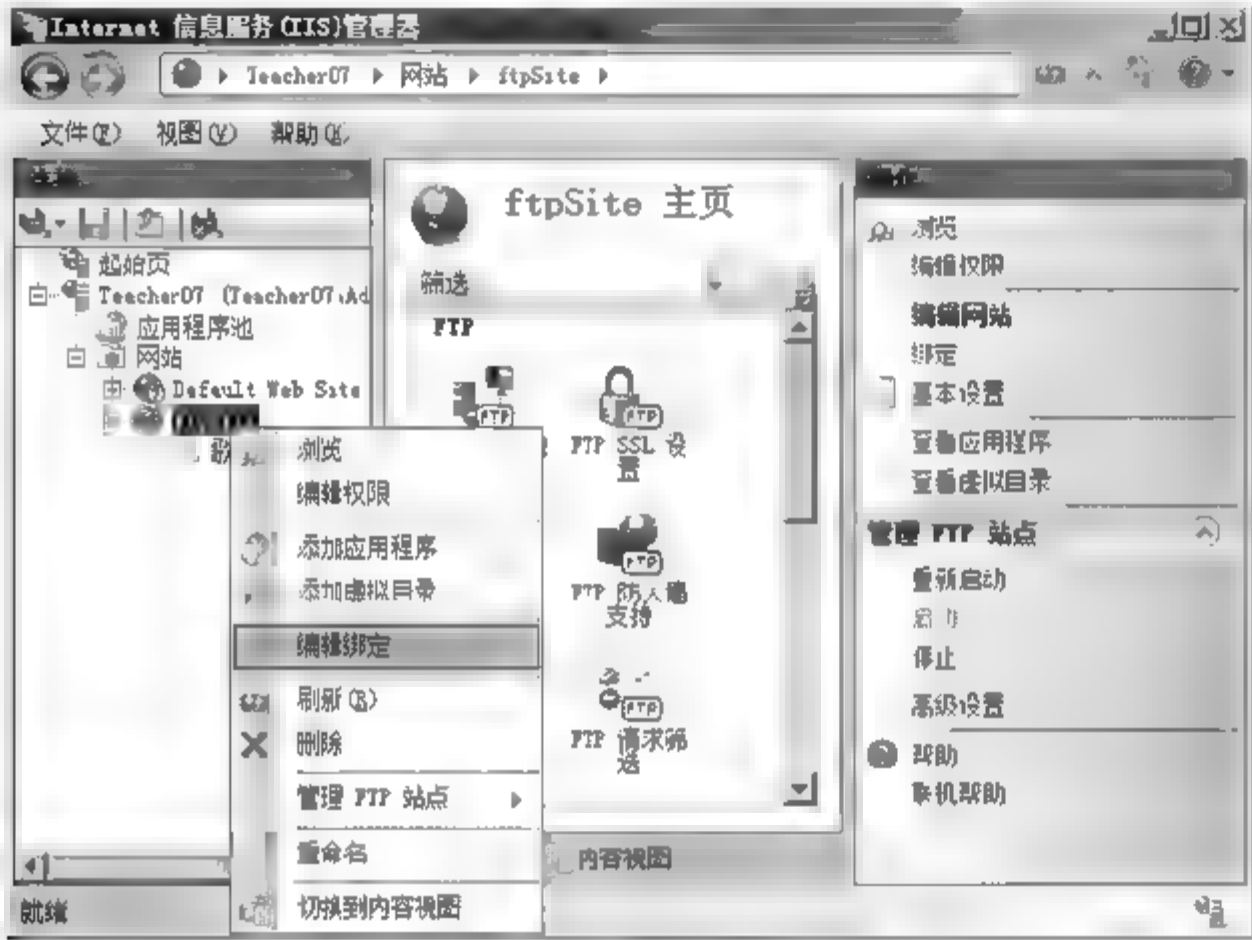 Internet 信息服务(IIS)管理器
Teacher07 网站 ftpSite
文件(F) 视图(V) 帮助(H)
起始页
Teacher07 (Teacher07\Ad
应用程序池
网站
Default Web Site
歌
浏览
编辑权限
添加应用程序
添加虚拟目录
编辑绑定
刷新(R)
删除
管理 FTP 站点
重命名
切换到内容视图
ftpSite 主页
筛选
FTP
FTP SSL 设
置
FTP 防火墙
支持
FTP 请求筛
选
内容视图
浏览
编辑权限
编辑网站
绑定
基本设置
查看应用程序
查看虚拟目录
管理 FTP 站点
重新启动
启动
停止
高级设置
帮助
联机帮助
就绪